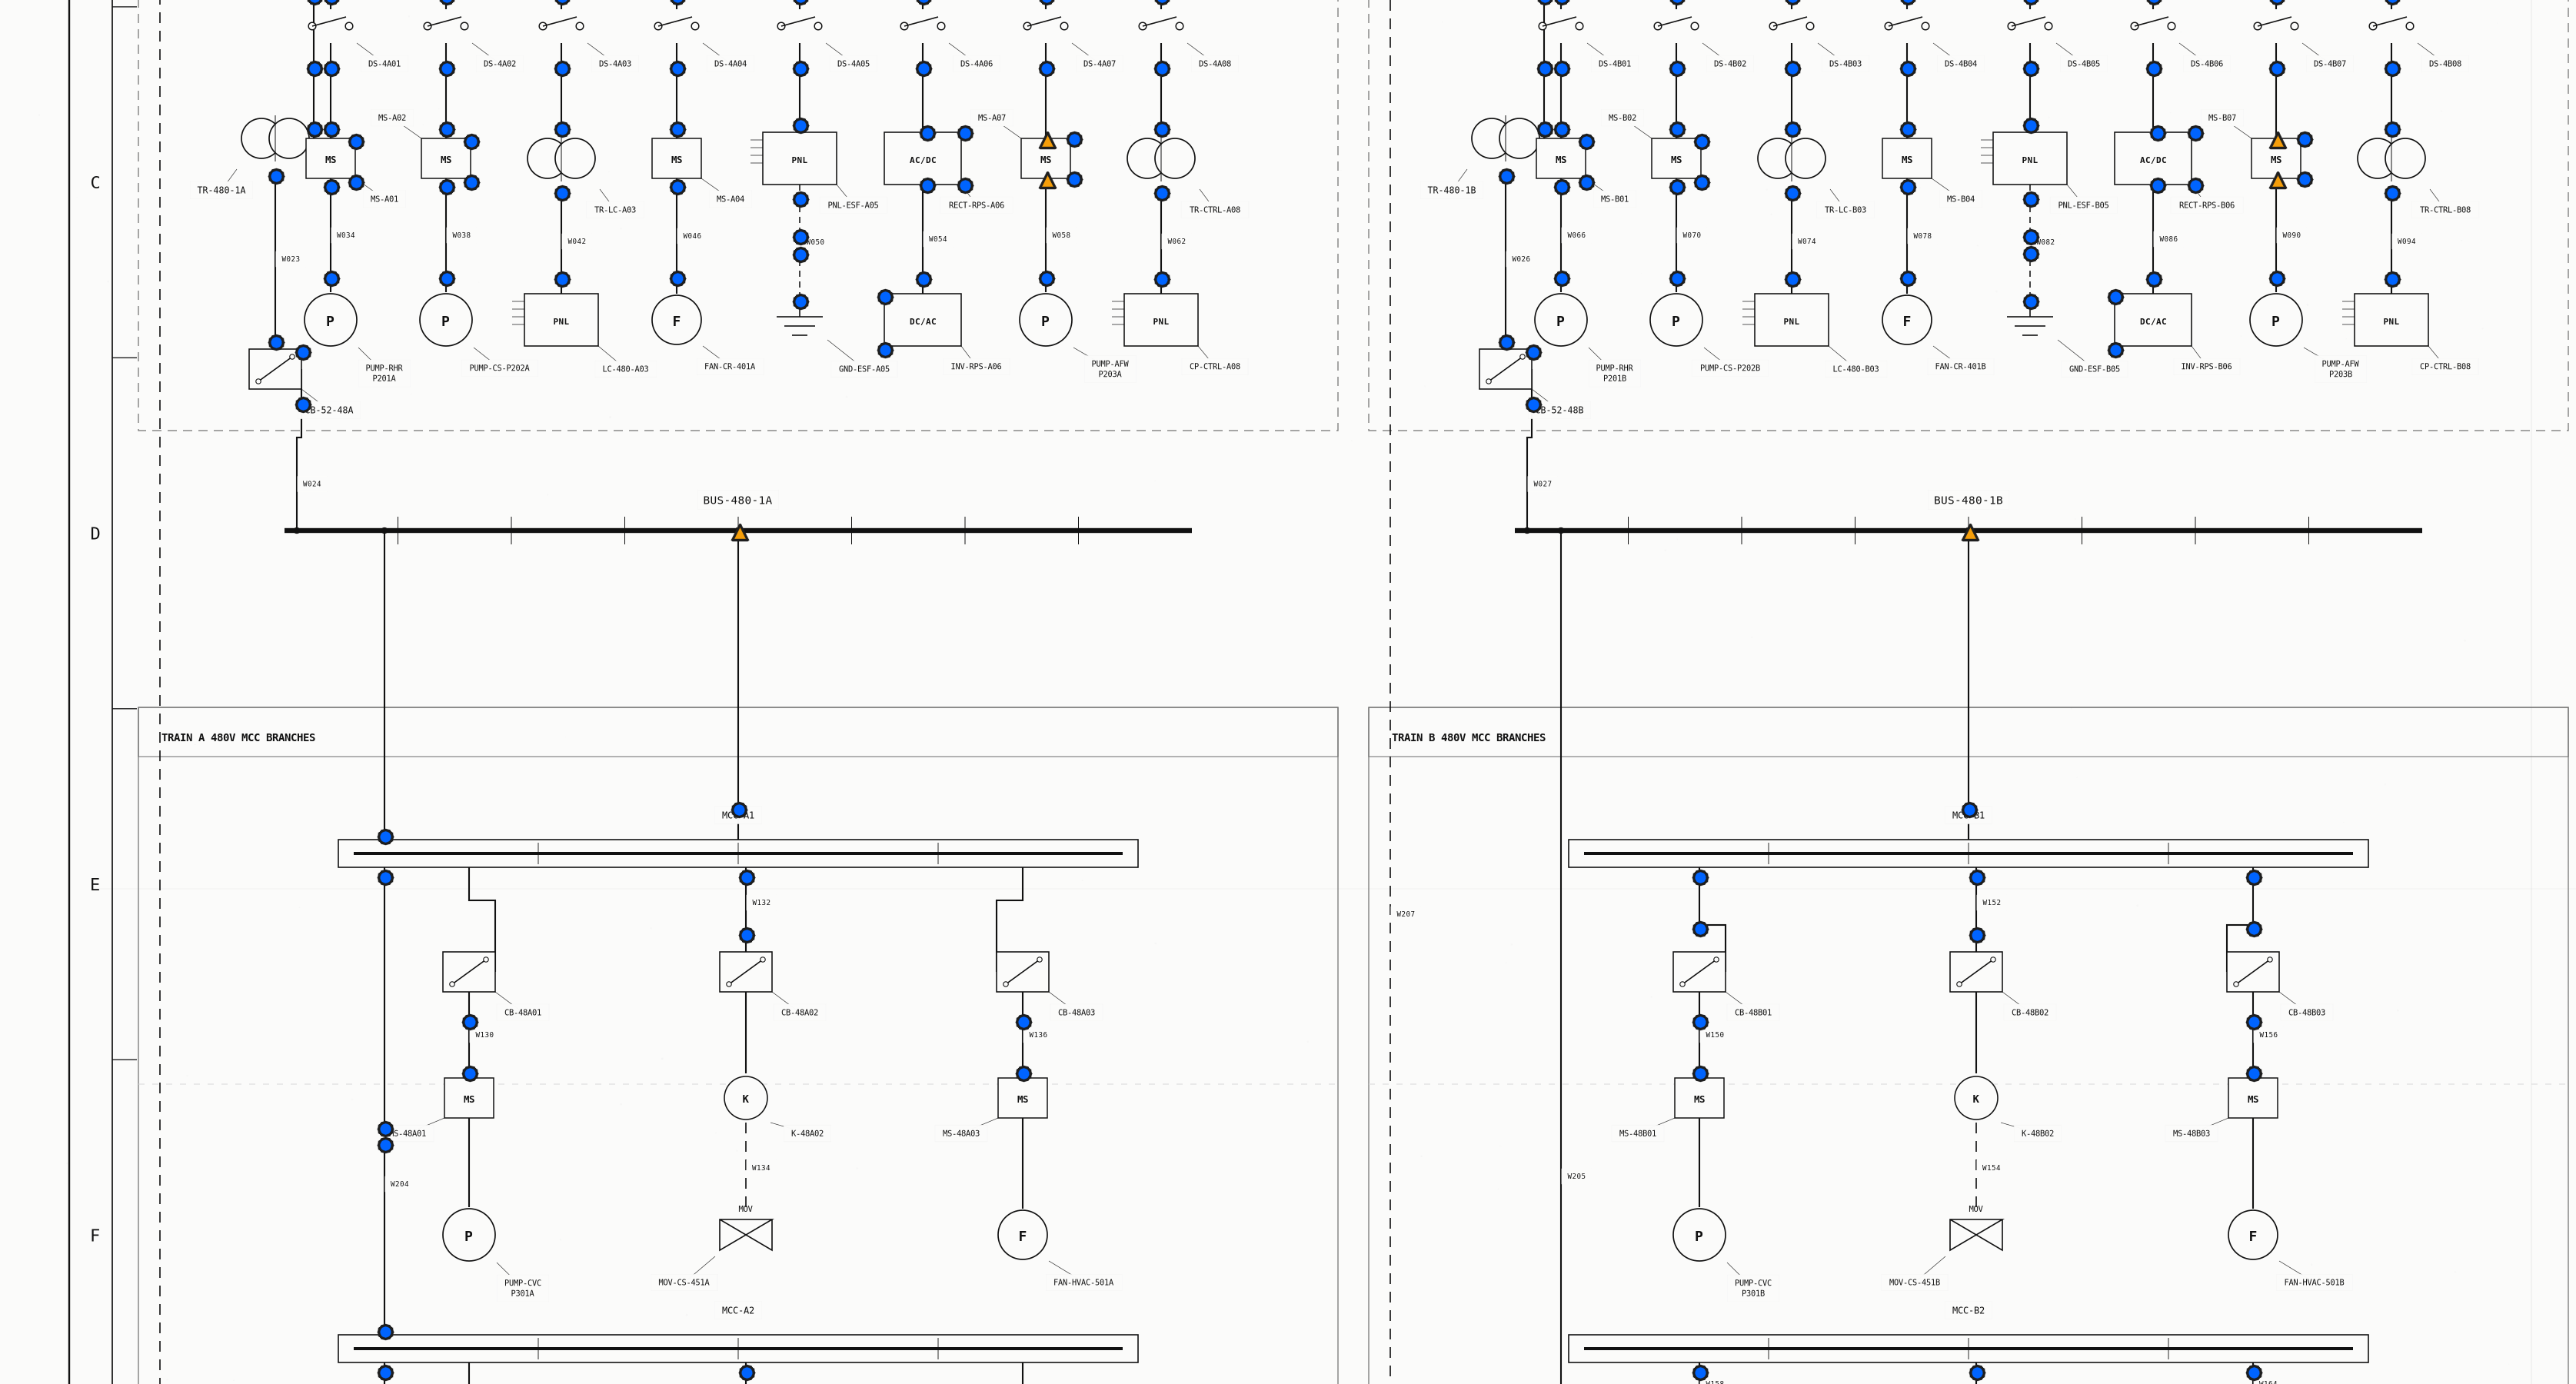 DS-4A01 DS-4A02 DS-4A03 DS-4A04 DS-4A05 DS-4A06 DS-4A07 DS-4A08
DS-4B01 DS-4B02 DS-4B03 DS-4B04 DS-4B05 DS-4B06 DS-4B07 DS-4B08
MS-A02 MS-A07 MS-B02 MS-B07
MS MS MS PNL AC/DC MS
MS MS MS PNL AC/DC MS
C
TR-480-1A MS-A01 TR-LC-A03 MS-A04 PNL-ESF-A05 RECT-RPS-A06 TR-CTRL-A08
TR-480-1B MS-B01 TR-LC-B03 MS-B04 PNL-ESF-B05 RECT-RPS-B06 TR-CTRL-B08
W023 W034 W038 W042 W046 W050 W054 W058 W062
W026 W066 W070 W074 W078 W082 W086 W090 W094
P P PNL F DC/AC P PNL
P P PNL F DC/AC P PNL
PUMP-RHR
P201A
PUMP-CS-P202A LC-480-A03 FAN-CR-401A GND-ESF-A05 INV-RPS-A06
PUMP-AFW
P203A
CP-CTRL-A08
PUMP-RHR
P201B
PUMP-CS-P202B LC-480-B03 FAN-CR-401B GND-ESF-B05 INV-RPS-B06
PUMP-AFW
P203B
CP-CTRL-B08
B-52-48A
B-52-48B
W024 W027
BUS-480-1A BUS-480-1B
D
TRAIN A 480V MCC BRANCHES TRAIN B 480V MCC BRANCHES
E
W132 W207 W152
CB-48A01 CB-48A02 CB-48A03 CB-48B01 CB-48B02 CB-48B03
W130 W136 W150 W156
MS K MS MS K MS
S-48A01 K-48A02 MS-48A03 MS-48B01 K-48B02 MS-48B03
W134 W154
W204 W205
MOV MOV
F
P F P F
PUMP-CVC
P301A
MOV-CS-451A FAN-HVAC-501A
PUMP-CVC
P301B
MOV-CS-451B FAN-HVAC-501B
MCC-A2 MCC-B2